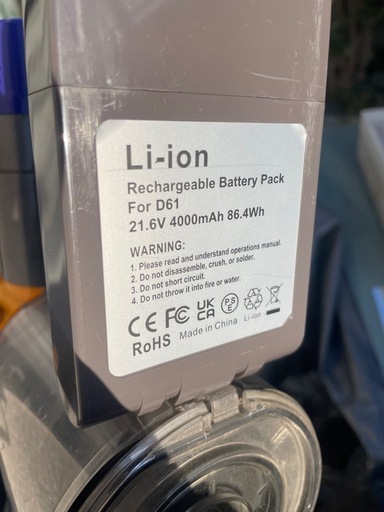 Li-ion
Rechargeable Battery Pack
For D61
21.6V 4000mAh 86.4Wh
WARNING:
1. Please read and understand operations manual.
2. Do not disassemble, crush, or solder.
3. Do not short circuit.
4. Do not throw it into fire or water.
CE FC UK CA PSE Li-ion
RoHS Made in China